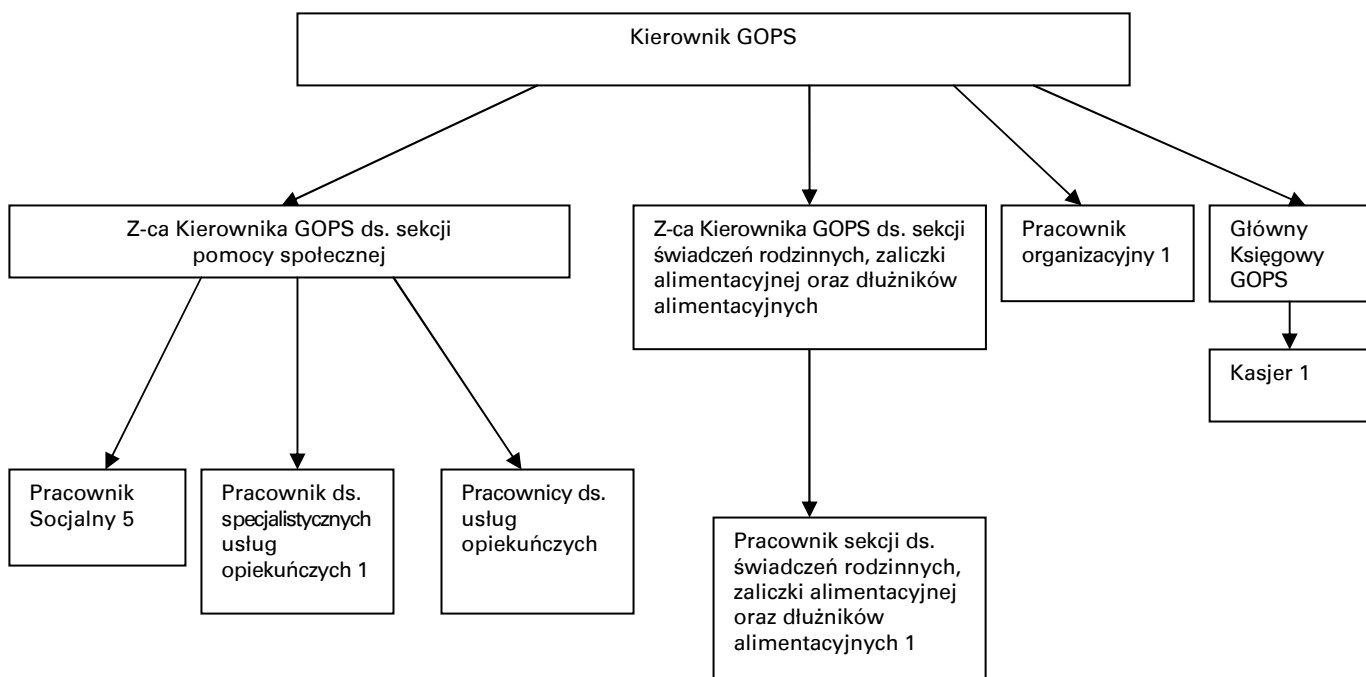 Kierownik GOPS
Z-ca Kierownika GOPS ds. sekcji
pomocy społecznej
Z-ca Kierownika GOPS ds. sekcji
świadczeń rodzinnych, zaliczki
alimentacyjnej oraz dłużników
alimentacyjnych
Pracownik
organizacyjny 1
Główny
Księgowy
GOPS
Kasjer 1
Pracownik
Socjalny 5
Pracownik ds.
specjalistycznych
usług
opiekuńczych 1
Pracownicy ds.
usług
opiekuńczych
Pracownik sekcji ds.
świadczeń rodzinnych,
zaliczki alimentacyjnej
oraz dłużników
alimentacyjnych 1